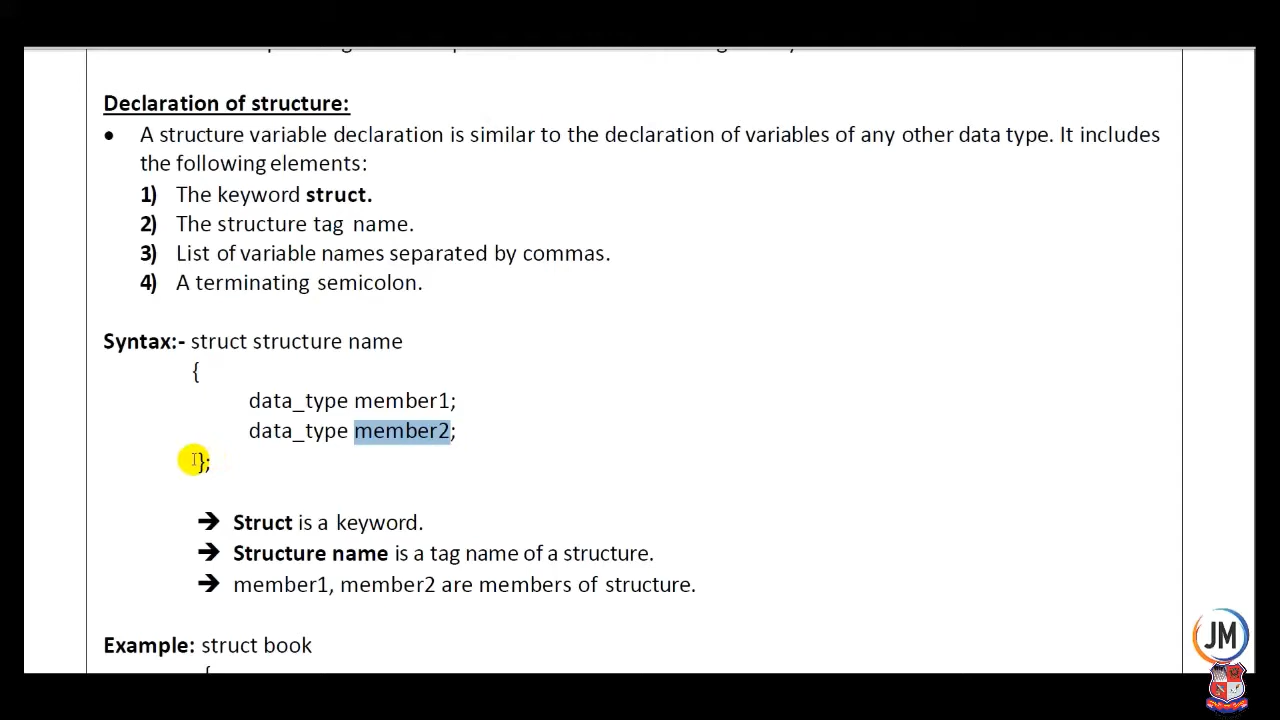 Declaration of structure:
• A structure variable declaration is similar to the declaration of variables of any other data type. It includes
the following elements:
1) The keyword struct.
2) The structure tag name.
3) List of variable names separated by commas.
4) A terminating semicolon.
Syntax:- struct structure name
{
data_type member1;
data_type member2;
};
➔ Struct is a keyword.
➔ Structure name is a tag name of a structure.
➔ member1, member2 are members of structure.
Example: struct book
JM